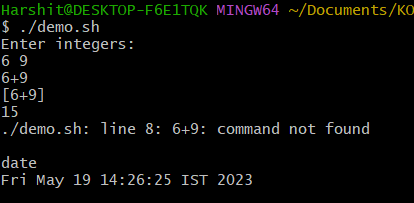 Harshit@DESKTOP-F6E1TQK MINGW64 ~/Documents/KO
$ ./demo.sh
Enter integers:
6 9
6+9
[6+9]
15
./demo.sh: line 8: 6+9: command not found
date
Fri May 19 14:26:25 IST 2023